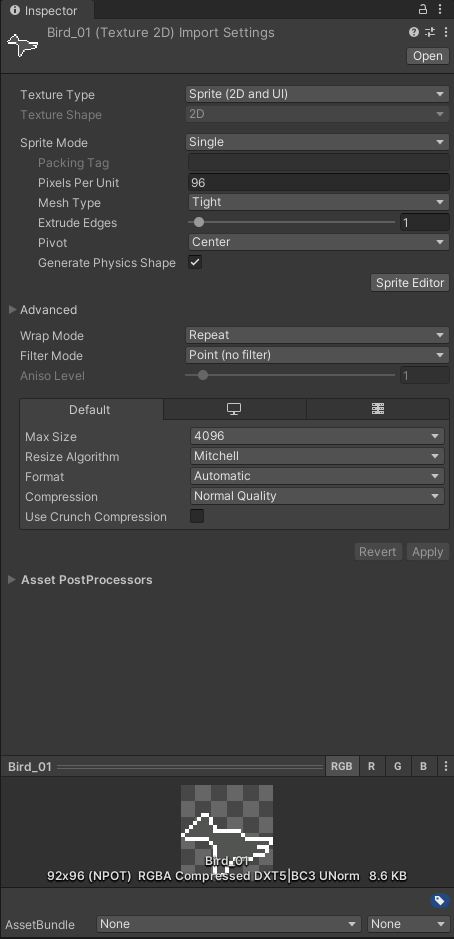 Inspector
Bird_01 (Texture 2D) Import Settings
Open
Texture Type Sprite (2D and UI)
Texture Shape 2D
Sprite Mode Single
Packing Tag
Pixels Per Unit 96
Mesh Type Tight
Extrude Edges 1
Pivot Center
Generate Physics Shape
Sprite Editor
Advanced
Wrap Mode Repeat
Filter Mode Point (no filter)
Aniso Level 1
Default
Max Size 4096
Resize Algorithm Mitchell
Format Automatic
Compression Normal Quality
Use Crunch Compression
Revert Apply
Asset PostProcessors
Bird_01 RGB R G B
Bird_01
92x96 (NPOT) RGBA Compressed DXT5|BC3 UNorm 8.6 KB
AssetBundle None None